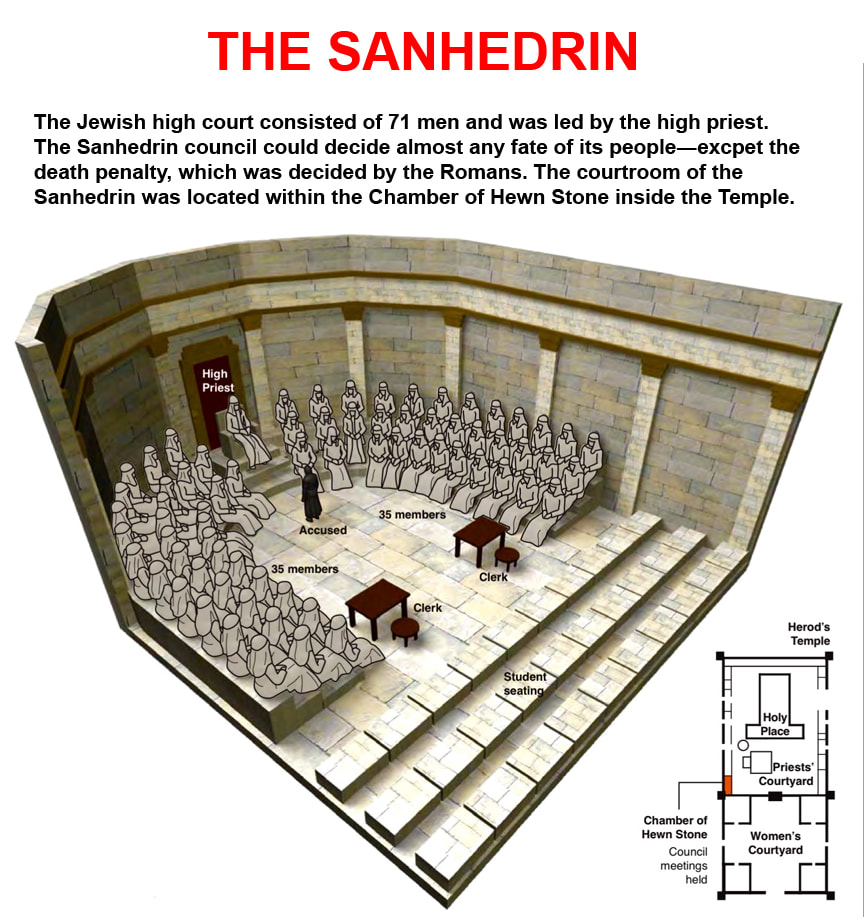 THE SANHEDRIN
The Jewish high court consisted of 71 men and was led by the high priest.
The Sanhedrin council could decide almost any fate of its people—excpet the
death penalty, which was decided by the Romans. The courtroom of the
Sanhedrin was located within the Chamber of Hewn Stone inside the Temple.
High
Priest
35 members
Accused
35 members
Clerk
Clerk
Student
seating
Herod's
Temple
Holy
Place
Priests'
Courtyard
Chamber of
Hewn Stone
Council
meetings
held
Women's
Courtyard